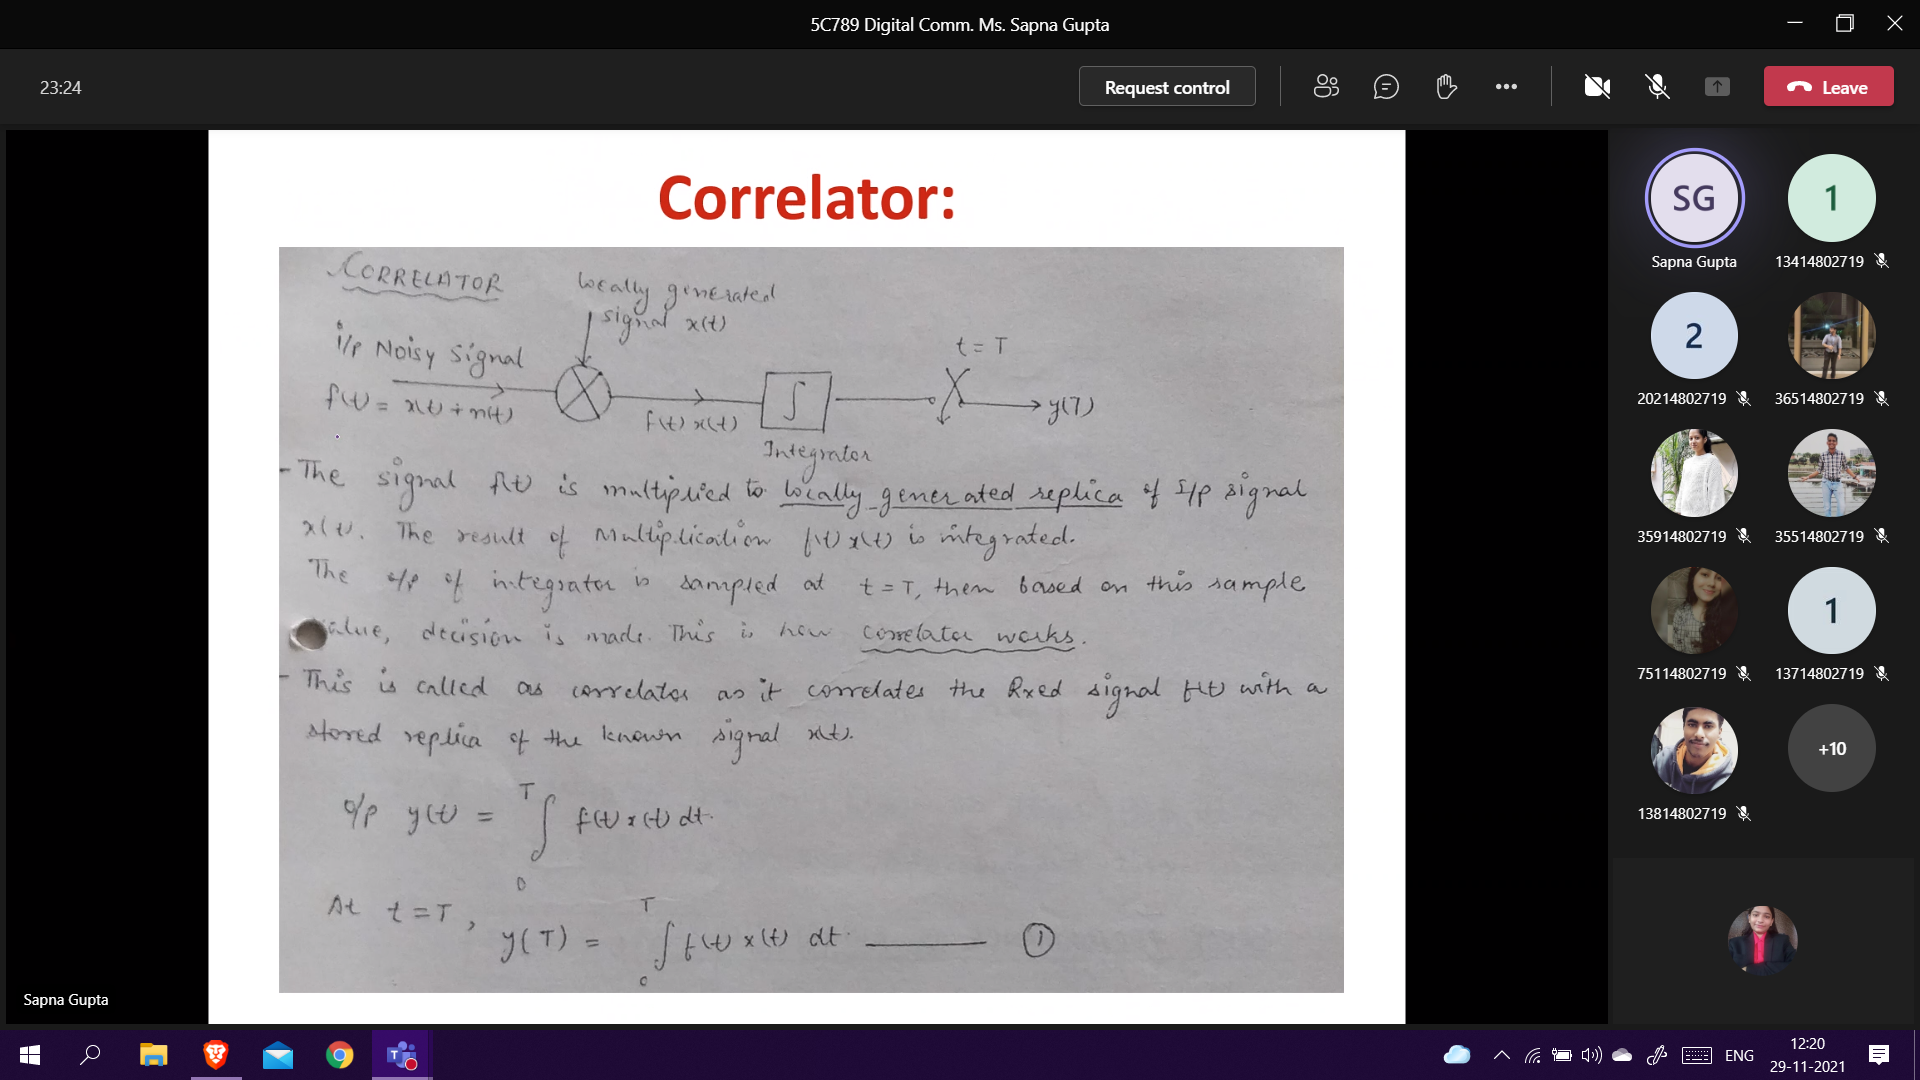 5C789 Digital Comm. Ms. Sapna Gupta
23:24
Request control
Leave
Correlator:
CORRELATOR
locally generated
signal x(t)
i/p Noisy signal
f(t) = x(t) + n(t)
f(t) x(t)
∫
Integrator
t = T
y(T)
- The signal f(t) is multiplied to locally generated replica of I/p signal
x(t). The result of Multiplication f(t) x(t) is integrated.
The o/p of integrator is sampled at t = T, then based on this sample
value, decision is made. This is how correlator works.
- This is called as correlator as it correlates the Rxed signal f(t) with a
stored replica of the known signal x(t).
o/p y(t) = ∫₀ᵀ f(t) x(t) dt.
At t = T,
y(T) = ∫₀ᵀ f(t) x(t) dt. ——— ①
SG
Sapna Gupta
1
13414802719
2
20214802719
36514802719
35914802719
35514802719
75114802719
1
13714802719
13814802719
+10
Sapna Gupta
ENG
12:20
29-11-2021